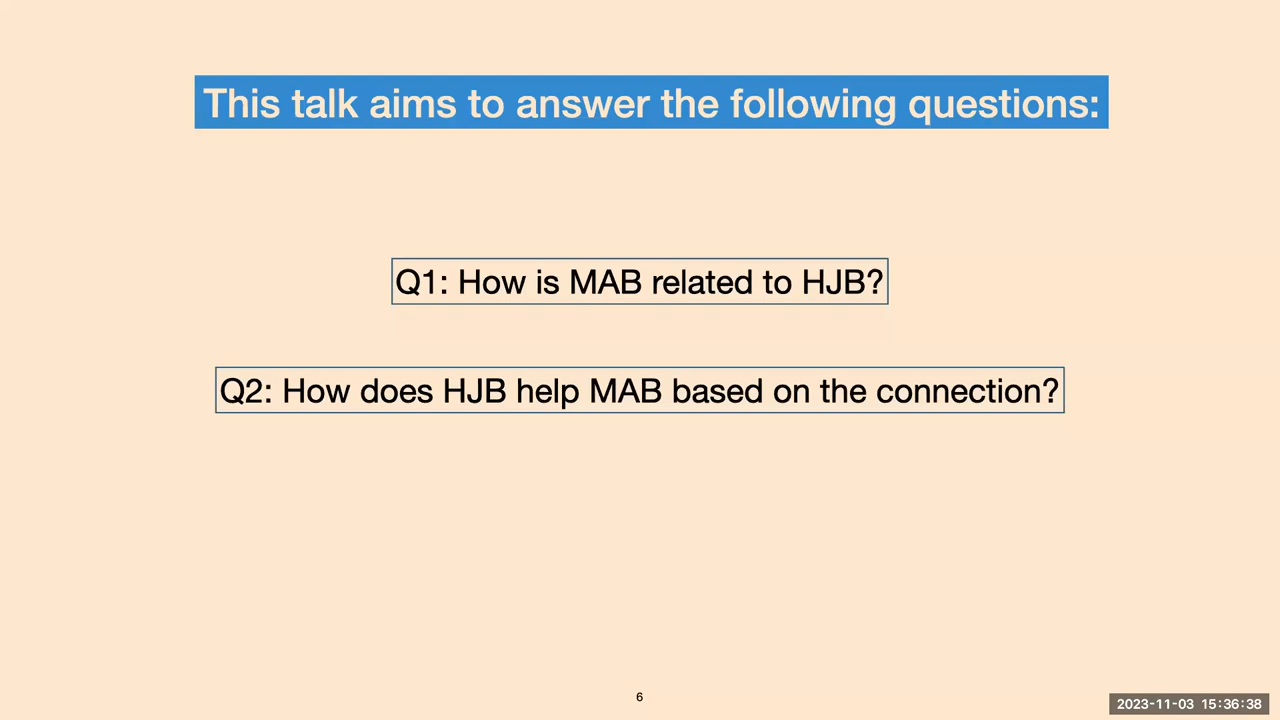 This talk aims to answer the following questions:
Q1: How is MAB related to HJB?
Q2: How does HJB help MAB based on the connection?
6
2023-11-03 15:36:38